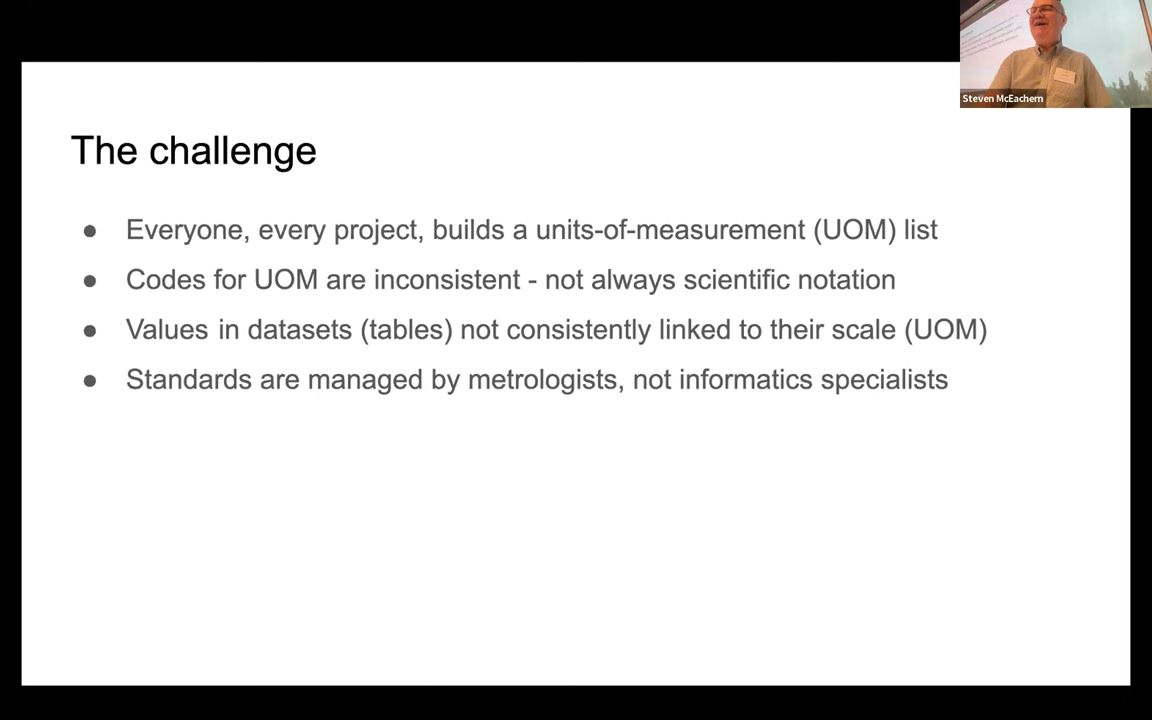 Steven McEachern
The challenge
● Everyone, every project, builds a units-of-measurement (UOM) list
● Codes for UOM are inconsistent - not always scientific notation
● Values in datasets (tables) not consistently linked to their scale (UOM)
● Standards are managed by metrologists, not informatics specialists